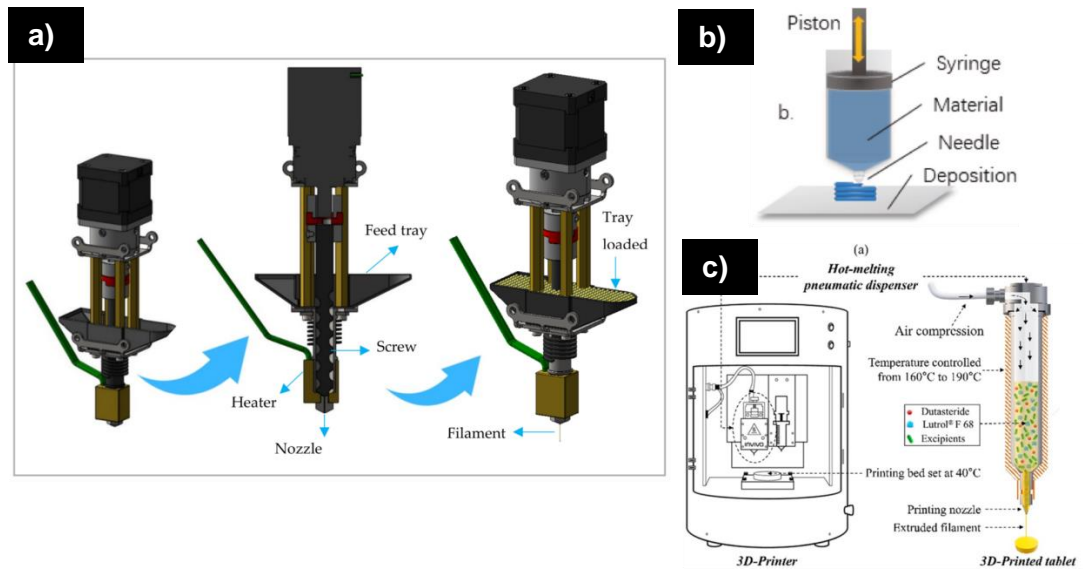 a)
Feed tray
Screw
Heater
Nozzle
Tray
loaded
Filament
b)
Piston
b.
Syringe
Material
Needle
Deposition
(a)
c)
Hot-melting
pneumatic dispenser
Air compression
Temperature controlled
from 160°C to 190°C
Dutasteride
Lutrol® F 68
Excipients
INVIVO
Printing bed set at 40°C
Printing nozzle
Extruded filament
3D-Printer
3D-Printed tablet